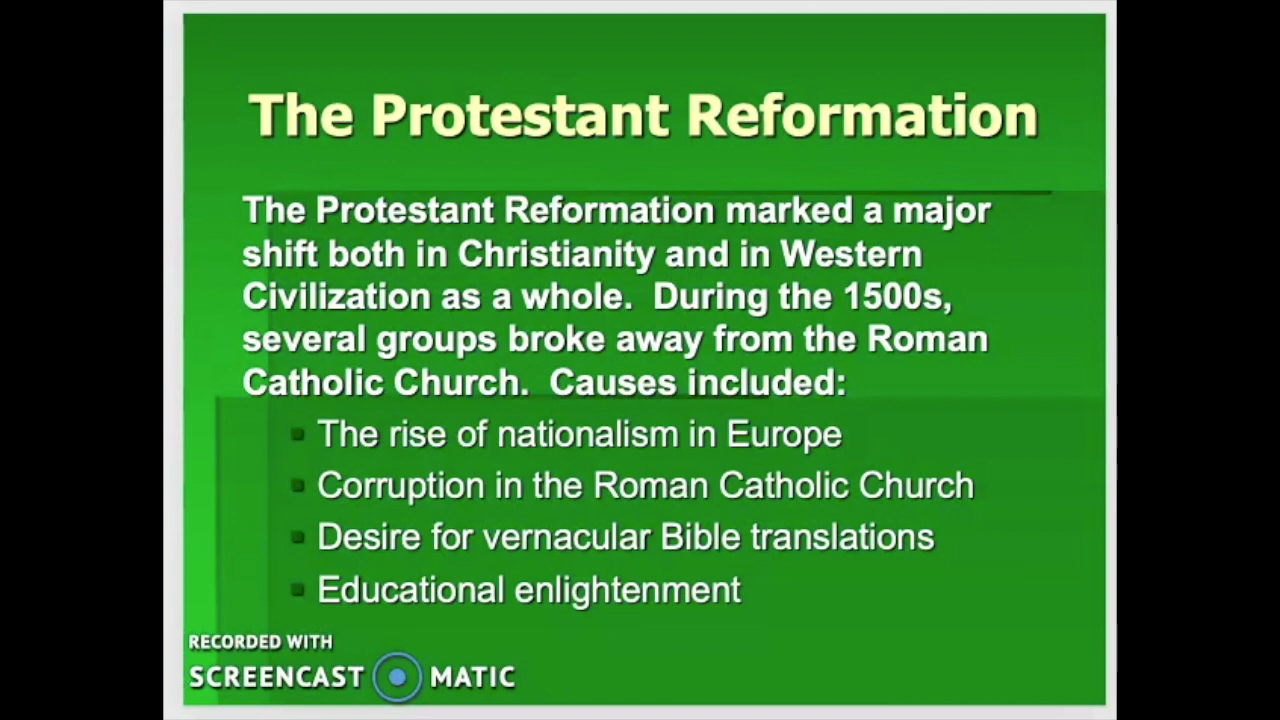 The Protestant Reformation
The Protestant Reformation marked a major
shift both in Christianity and in Western
Civilization as a whole.  During the 1500s,
several groups broke away from the Roman
Catholic Church.  Causes included:
The rise of nationalism in Europe
Corruption in the Roman Catholic Church
Desire for vernacular Bible translations
Educational enlightenment
RECORDED WITH
SCREENCAST MATIC